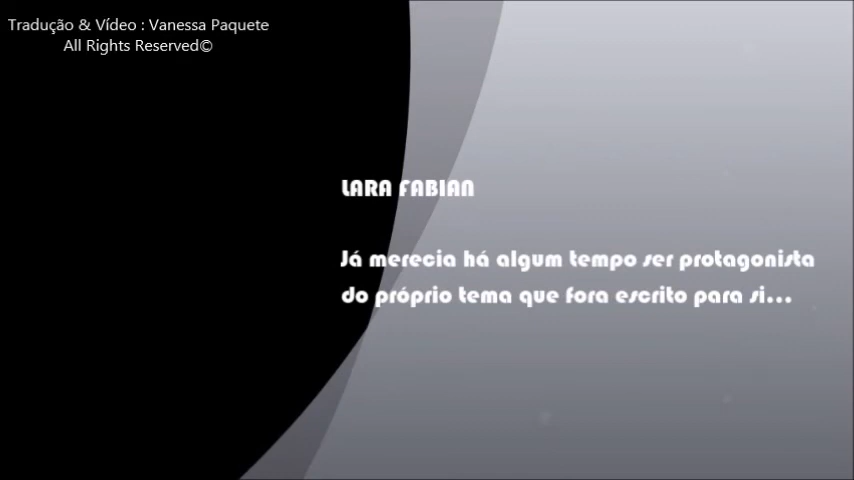 Tradução & Vídeo : Vanessa Paquete
All Rights Reserved©
LARA FABIAN
Já merecia há algum tempo ser protagonista
do próprio tema que fora escrito para si...